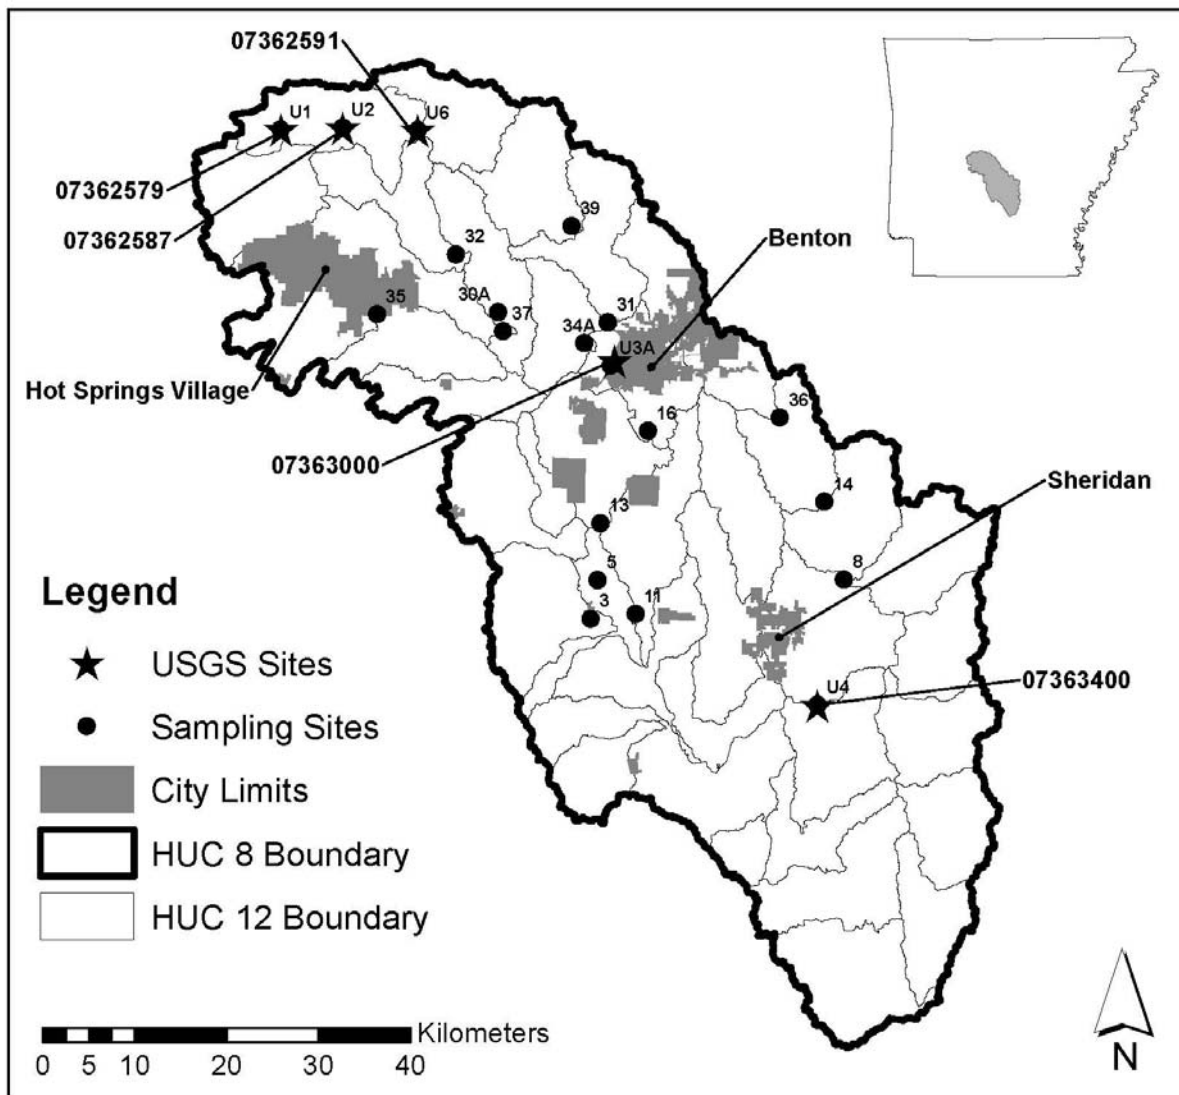 07362591
U1
U2
U6
07362579
07362587
39
32
Benton
35
30A
37
31
34A
U3A
Hot Springs Village
36
16
07363000
Sheridan
14
13
5
8
3
11
U4
07363400
Legend
USGS Sites
Sampling Sites
City Limits
HUC 8 Boundary
HUC 12 Boundary
Kilometers
0 5 10 20 30 40
N